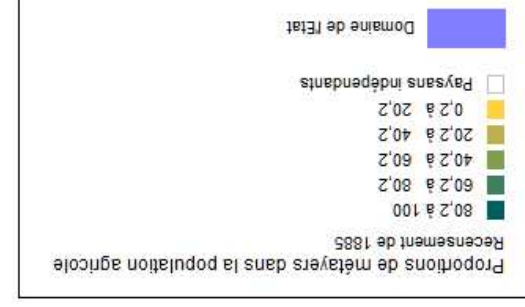 Proportions de métayers dans la population agricole
Recensement de 1885
80,2 à 100
60,2 à 80,2
40,2 à 60,2
20,2 à 40,2
0,2 à 20,2
Paysans indépendants
Domaine de l'Etat